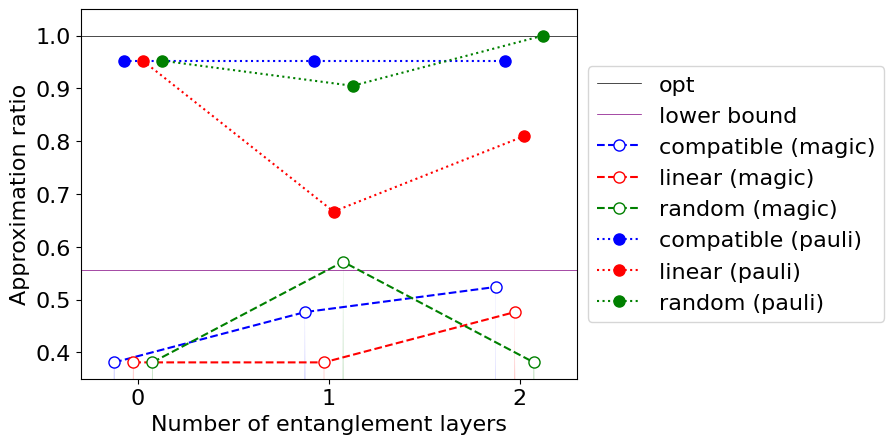 1.0
0.9
0.8
0.7
0.6
0.5
0.4
Approximation ratio
0 1 2
Number of entanglement layers
opt
lower bound
compatible (magic)
linear (magic)
random (magic)
compatible (pauli)
linear (pauli)
random (pauli)